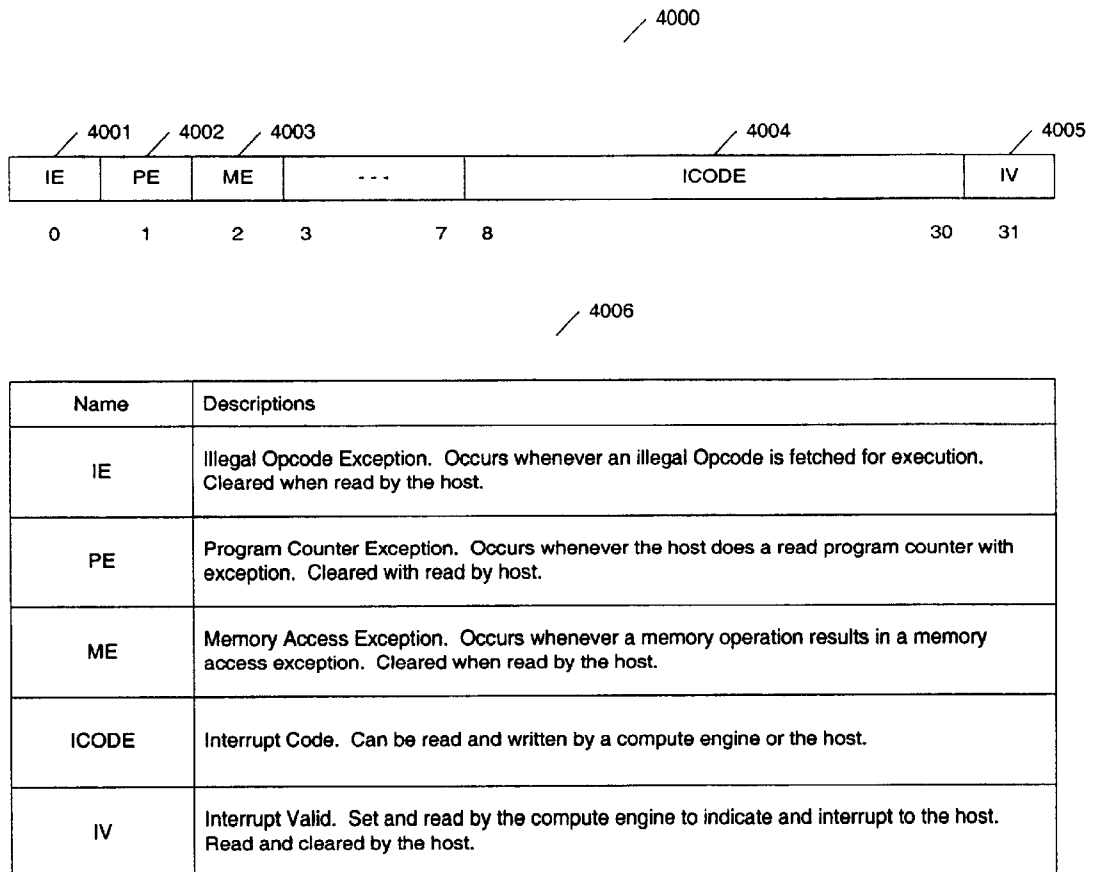 4000
4001 4002 4003 4004 4005
IE PE ME - - - ICODE IV
0 1 2 3 7 8 30 31
4006
Name Descriptions
IE
Illegal Opcode Exception. Occurs whenever an illegal Opcode is fetched for execution.
Cleared when read by the host.
PE
Program Counter Exception. Occurs whenever the host does a read program counter with
exception. Cleared with read by host.
ME
Memory Access Exception. Occurs whenever a memory operation results in a memory
access exception. Cleared when read by the host.
ICODE
Interrupt Code. Can be read and written by a compute engine or the host.
IV
Interrupt Valid. Set and read by the compute engine to indicate and interrupt to the host.
Read and cleared by the host.